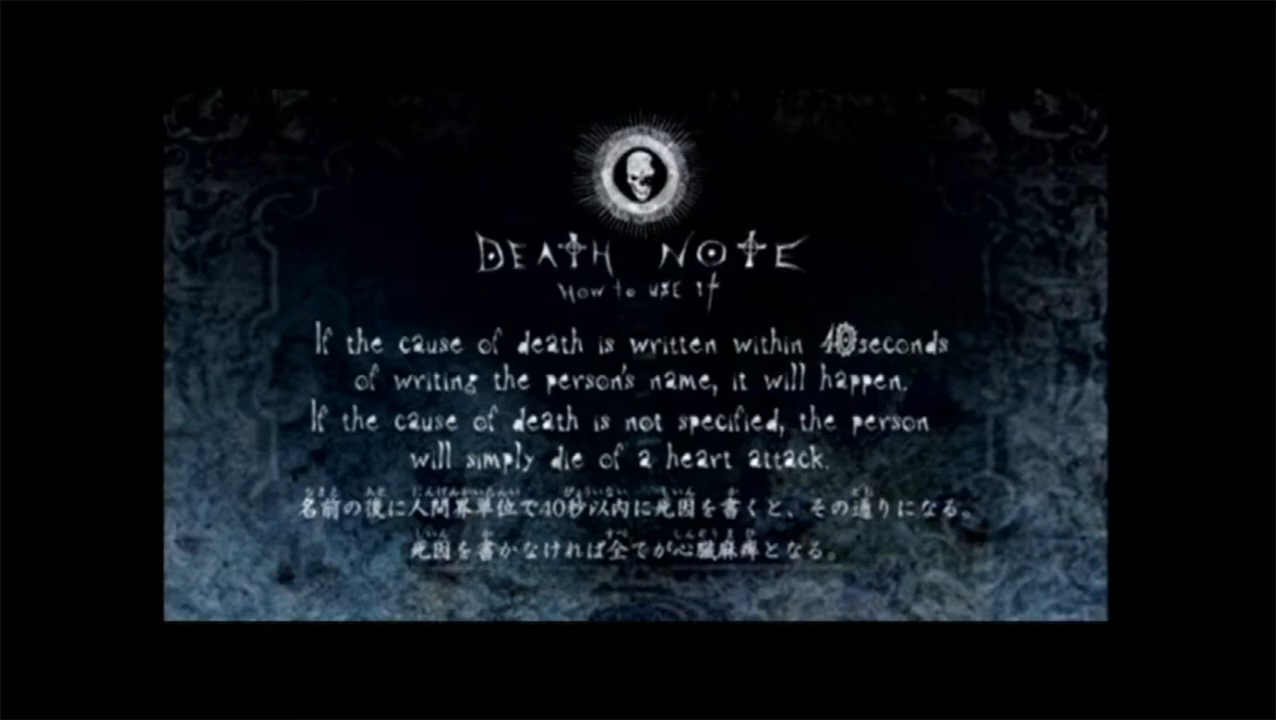 DEATH NOTE
How to USE It
If the cause of death is written within 40seconds
of writing the person's name, it will happen.
If the cause of death is not specified, the person
will simply die of a heart attack.
名前の後に人間界単位で40秒以内に死因を書くと、その通りになる。
死因を書かなければ全てが心臓麻痺となる。